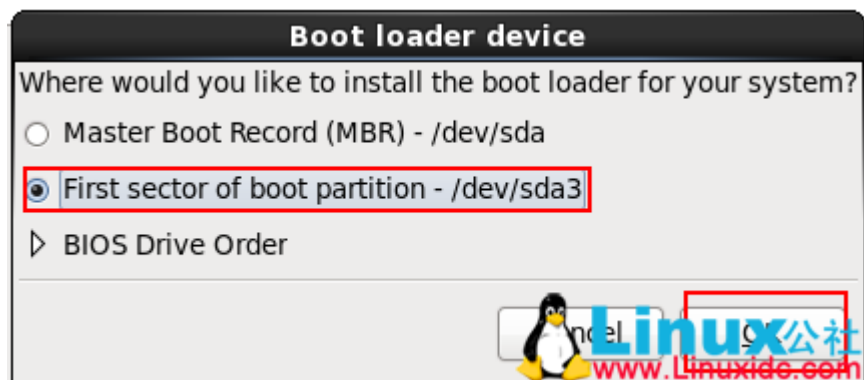 Boot loader device
Where would you like to install the boot loader for your system?
Master Boot Record (MBR) - /dev/sda
First sector of boot partition - /dev/sda3
BIOS Drive Order
Linux公社
www.Linuxidc.com